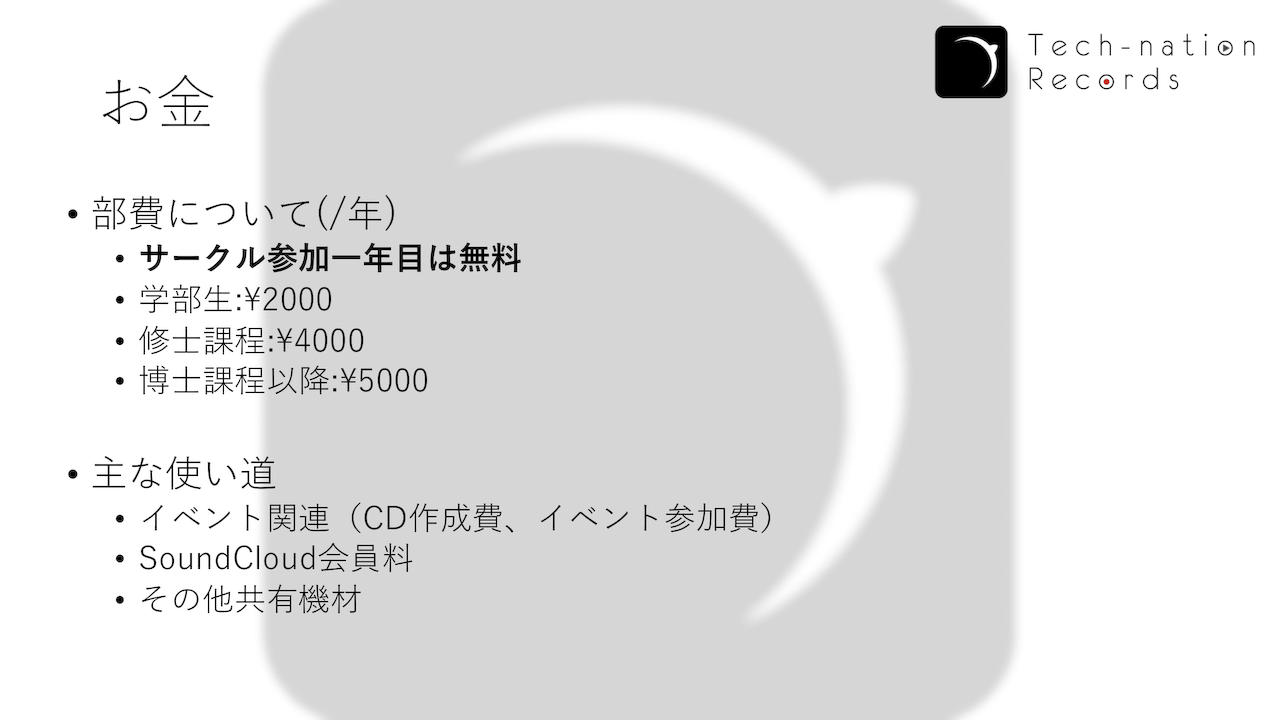 Tech-nation
Records
お金
• 部費について(/年)
• サークル参加一年目は無料
• 学部生:¥2000
• 修士課程:¥4000
• 博士課程以降:¥5000
• 主な使い道
• イベント関連（CD作成費、イベント参加費）
• SoundCloud会員料
• その他共有機材